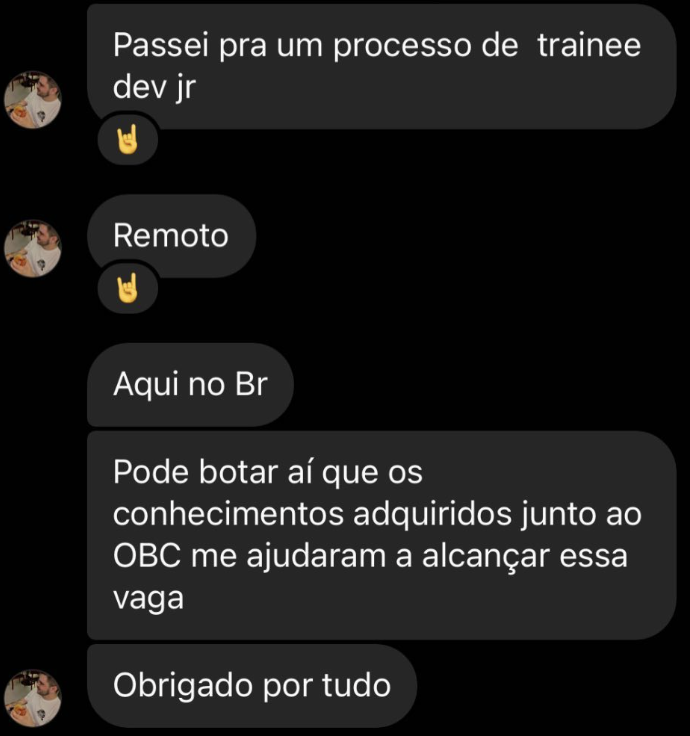 Passei pra um processo de  trainee
dev jr
🤘
Remoto
🤘
Aqui no Br
Pode botar aí que os
conhecimentos adquiridos junto ao
OBC me ajudaram a alcançar essa
vaga
Obrigado por tudo